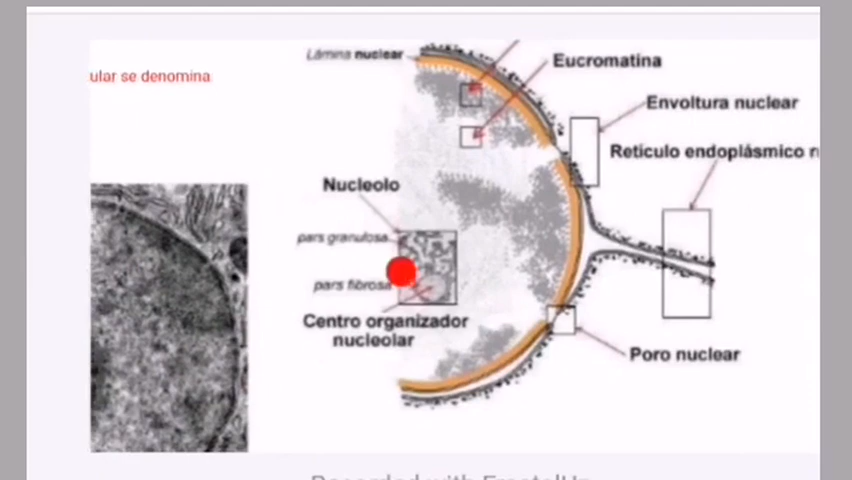 Lámina nuclear
ular se denomina
Eucromatina
Envoltura nuclear
Retículo endoplásmico r
Nucleolo
pars granulosa
pars fibrosa
Centro organizador
nucleolar
Poro nuclear